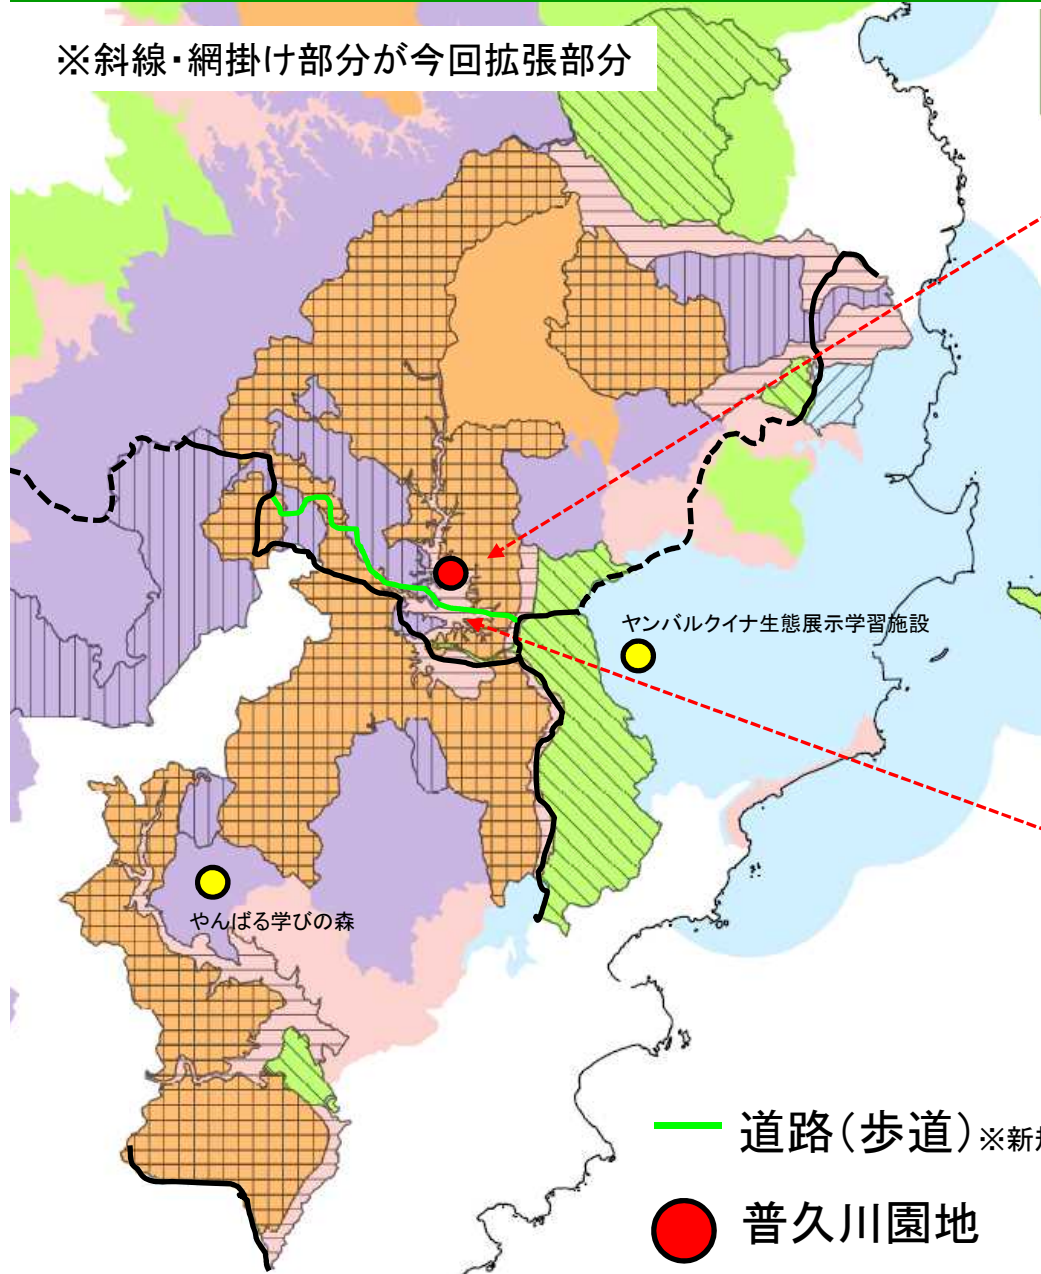 ※斜線・網掛け部分が今回拡張部分
ヤンバルクイナ生態展示学習施設
やんばる学びの森
道路(歩道)※新
普久川園地